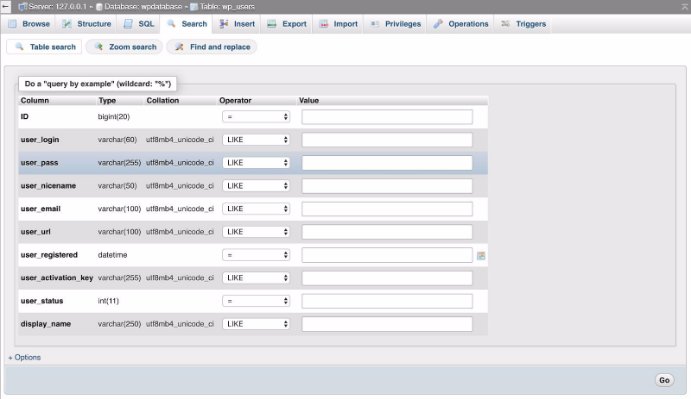 Server: 127.0.0.1 » Database: wpdatabase » Table: wp_users
Browse Structure SQL Search Insert Export Import Privileges Operations Triggers
Table search Zoom search Find and replace
Do a "query by example" (wildcard: "%")
Column Type Collation Operator Value
ID bigint(20) =
user_login varchar(60) utf8mb4_unicode_ci LIKE
user_pass varchar(255) utf8mb4_unicode_ci LIKE
user_nicename varchar(50) utf8mb4_unicode_ci LIKE
user_email varchar(100) utf8mb4_unicode_ci LIKE
user_url varchar(100) utf8mb4_unicode_ci LIKE
user_registered datetime =
user_activation_key varchar(255) utf8mb4_unicode_ci LIKE
user_status int(11) =
display_name varchar(250) utf8mb4_unicode_ci LIKE
+ Options
Go